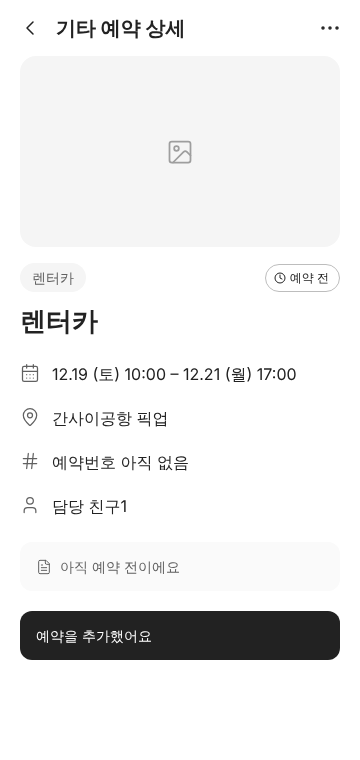 기타 예약 상세
렌터카
예약 전
렌터카
12.19 (토) 10:00 – 12.21 (월) 17:00
간사이공항 픽업
예약번호 아직 없음
담당 친구1
아직 예약 전이에요
예약을 추가했어요